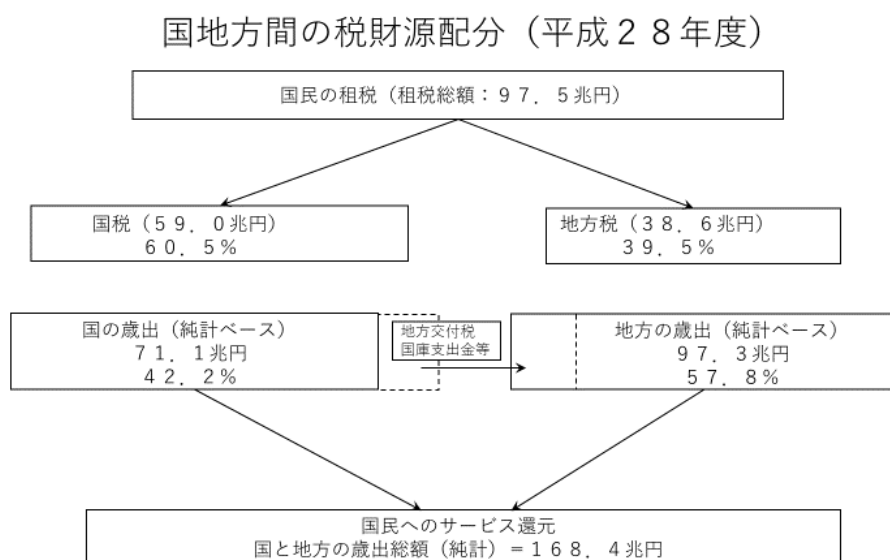 国地方間の税財源配分（平成２８年度）
国民の租税（租税総額：９７．５兆円）
国税（５９．０兆円）
６０．５％
地方税（３８．６兆円）
３９．５％
国の歳出（純計ベース）
７１．１兆円
４２．２％
地方交付税
国庫支出金等
地方の歳出（純計ベース）
９７．３兆円
５７．８％
国民へのサービス還元
国と地方の歳出総額（純計）＝１６８．４兆円